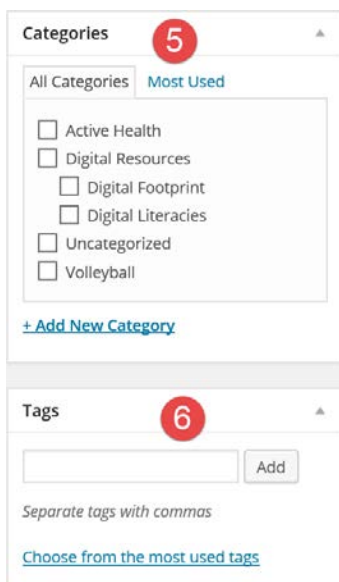 Categories
5
All Categories Most Used
Active Health
Digital Resources
Digital Footprint
Digital Literacies
Uncategorized
Volleyball
+ Add New Category
Tags
6
Add
Separate tags with commas
Choose from the most used tags